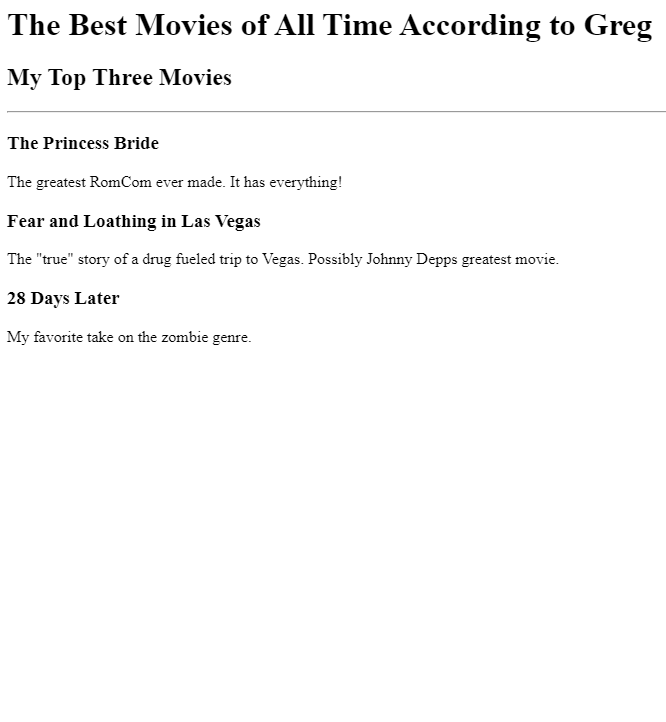 The Best Movies of All Time According to Greg
My Top Three Movies
The Princess Bride
The greatest RomCom ever made. It has everything!
Fear and Loathing in Las Vegas
The "true" story of a drug fueled trip to Vegas. Possibly Johnny Depps greatest movie.
28 Days Later
My favorite take on the zombie genre.